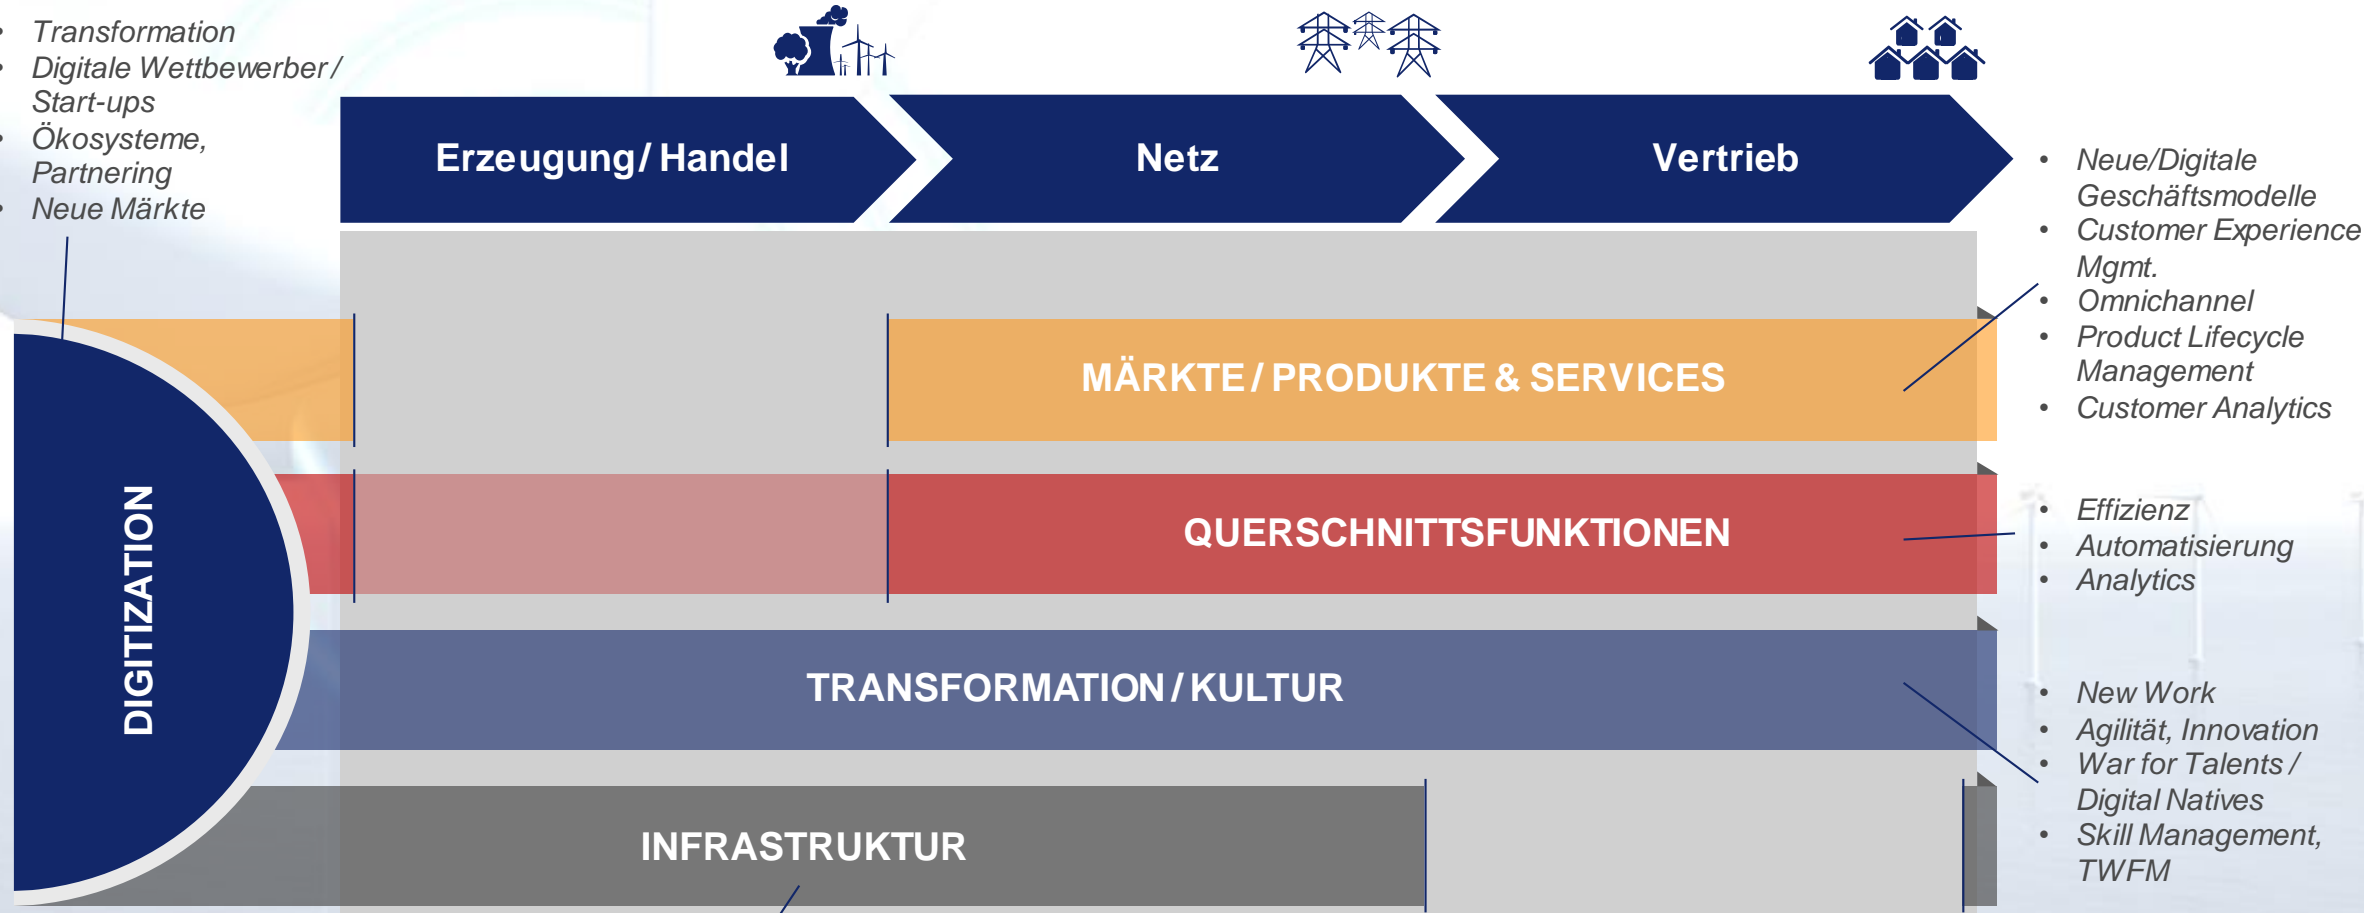 • Transformation
• Digitale Wettbewerber /
Start-ups
• Ökosysteme,
Partnering
• Neue Märkte
Erzeugung/ Handel
Netz
Vertrieb
• Neue/Digitale
Geschäftsmodelle
• Customer Experience
Mgmt.
• Omnichannel
• Product Lifecycle
Management
• Customer Analytics
MÄRKTE / PRODUKTE & SERVICES
DIGITIZATION
QUERSCHNITTSFUNKTIONEN
• Effizienz
• Automatisierung
• Analytics
TRANSFORMATION / KULTUR
• New Work
• Agilität, Innovation
• War for Talents /
Digital Natives
• Skill Management,
TWFM
INFRASTRUKTUR